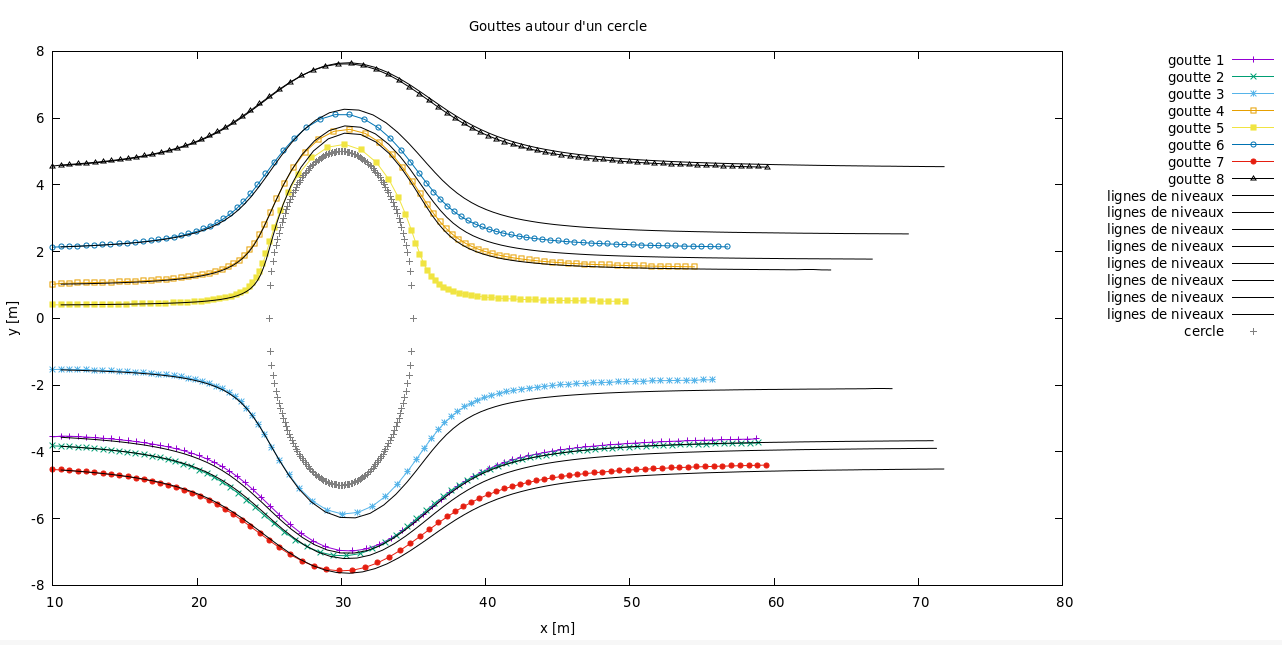 Gouttes autour d'un cercle
goutte 1
goutte 2
goutte 3
goutte 4
goutte 5
goutte 6
goutte 7
goutte 8
lignes de niveaux
lignes de niveaux
lignes de niveaux
lignes de niveaux
lignes de niveaux
lignes de niveaux
lignes de niveaux
lignes de niveaux
cercle
y [m]
8
6
4
2
0
-2
-4
-6
-8
10 20 30 40 50 60 70 80
x [m]